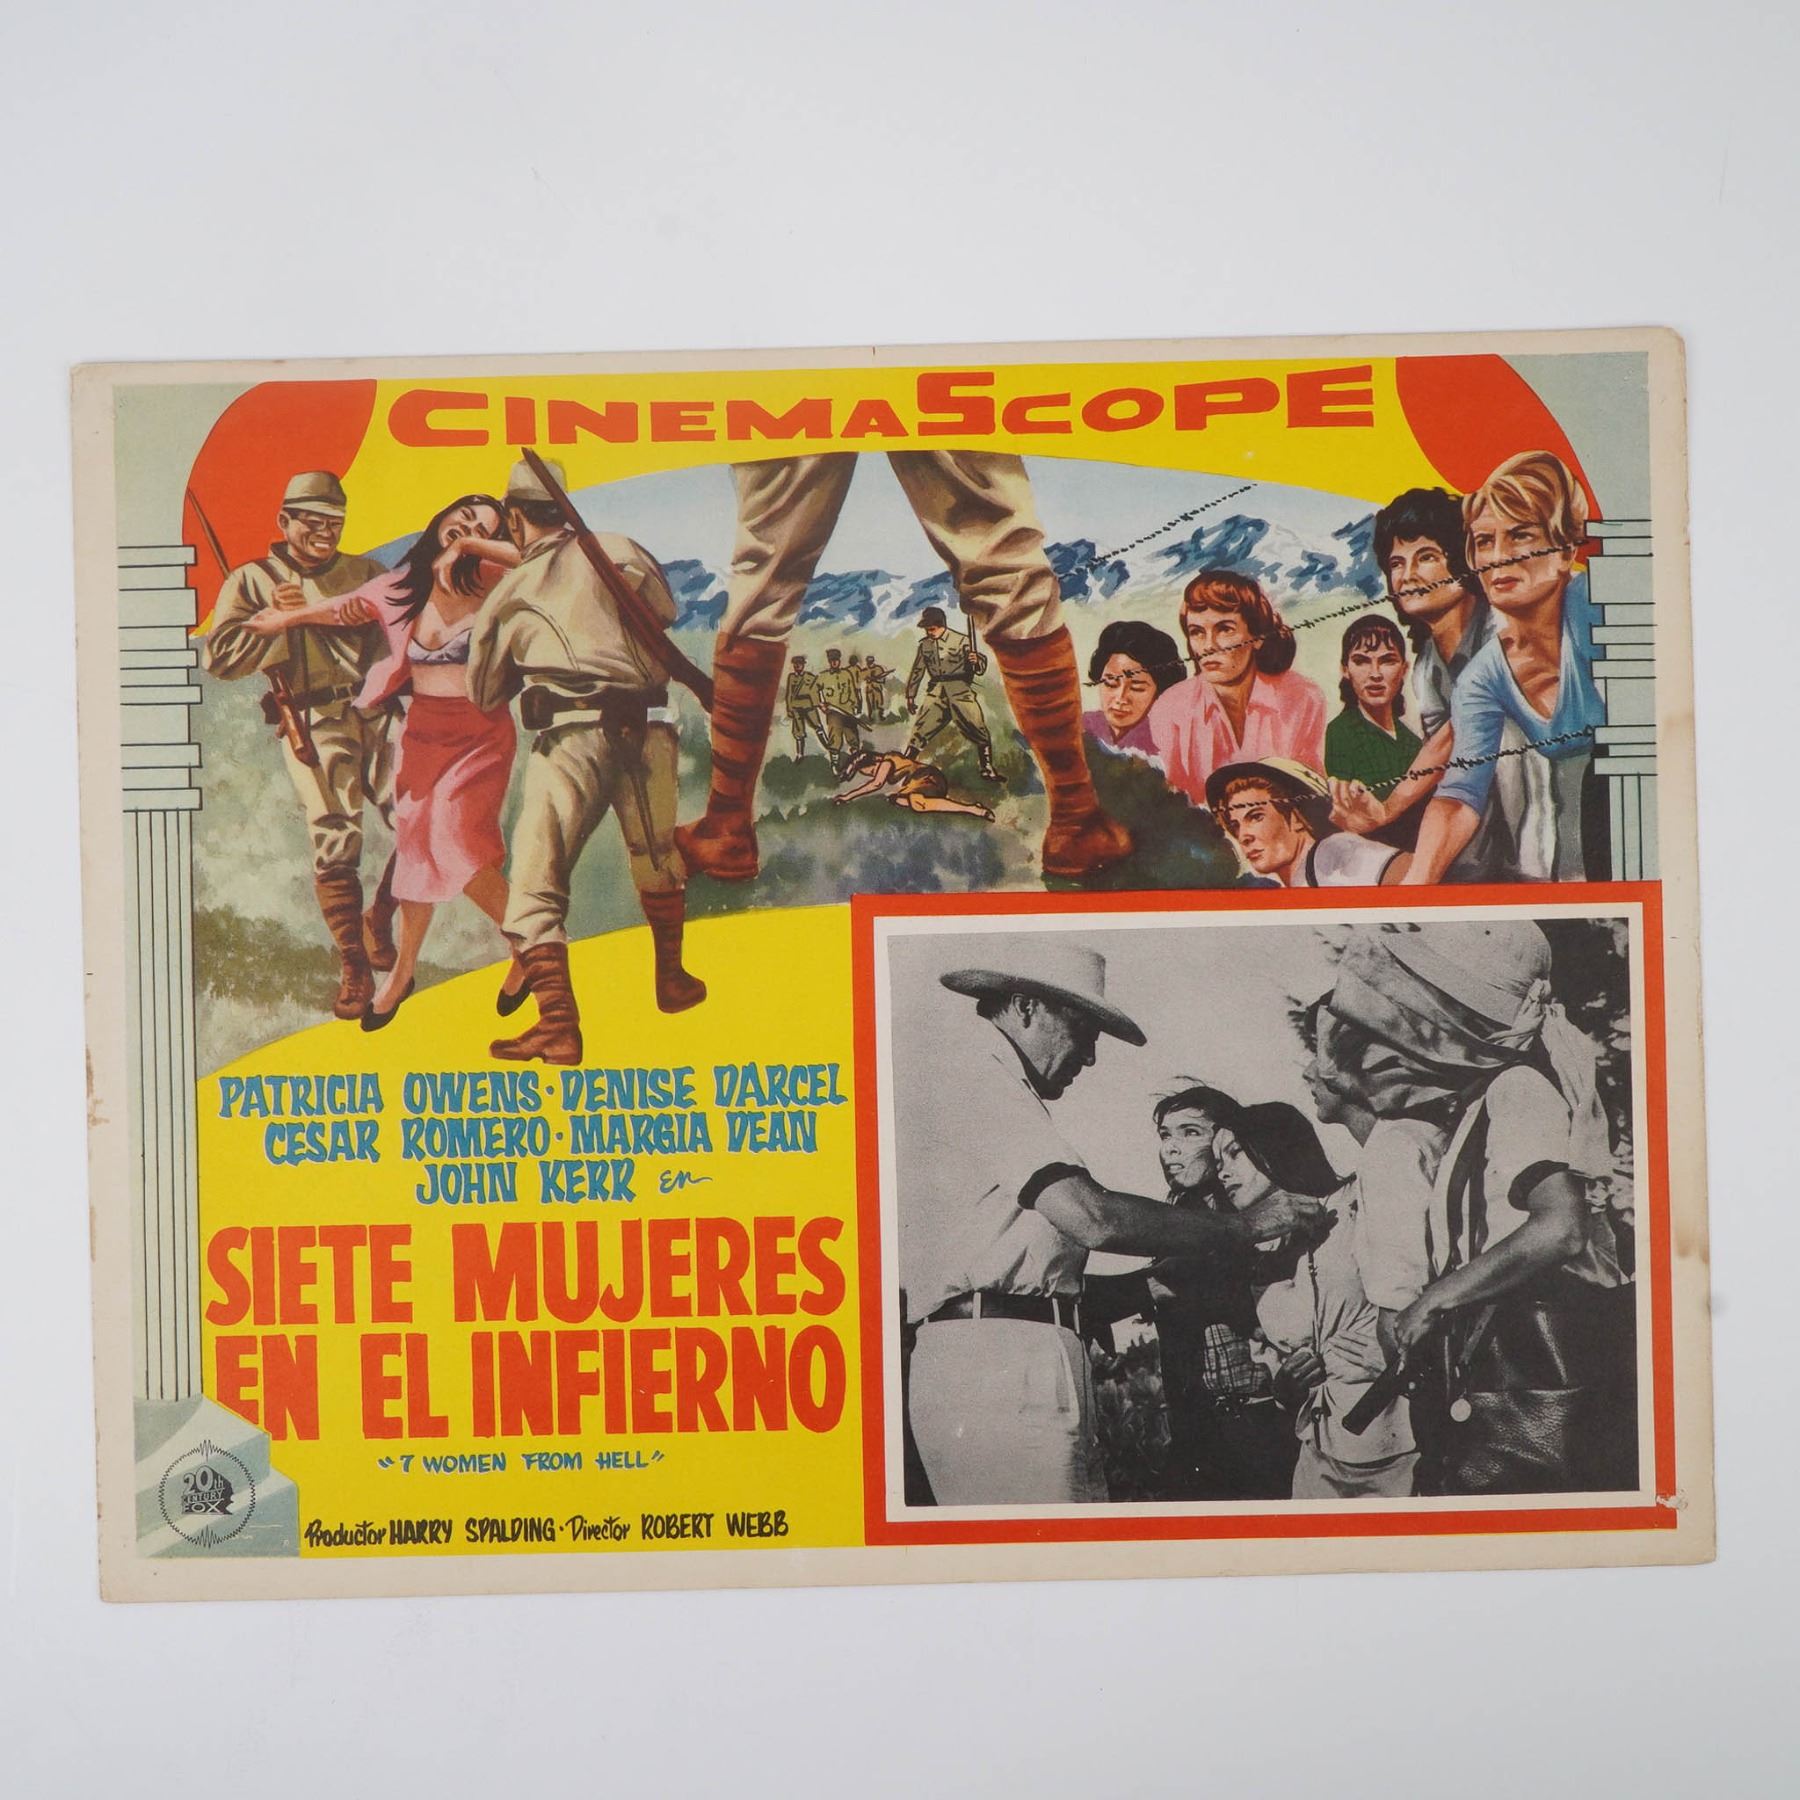 CINEMASCOPE
PATRICIA OWENS · DENISE DARCEL
CESAR ROMERO · MARGIA DEAN
JOHN KERR en
SIETE MUJERES
EN EL INFIERNO
"7 WOMEN FROM HELL"
20th
CENTURY
FOX
Productor HARRY SPALDING · Director ROBERT WEBB